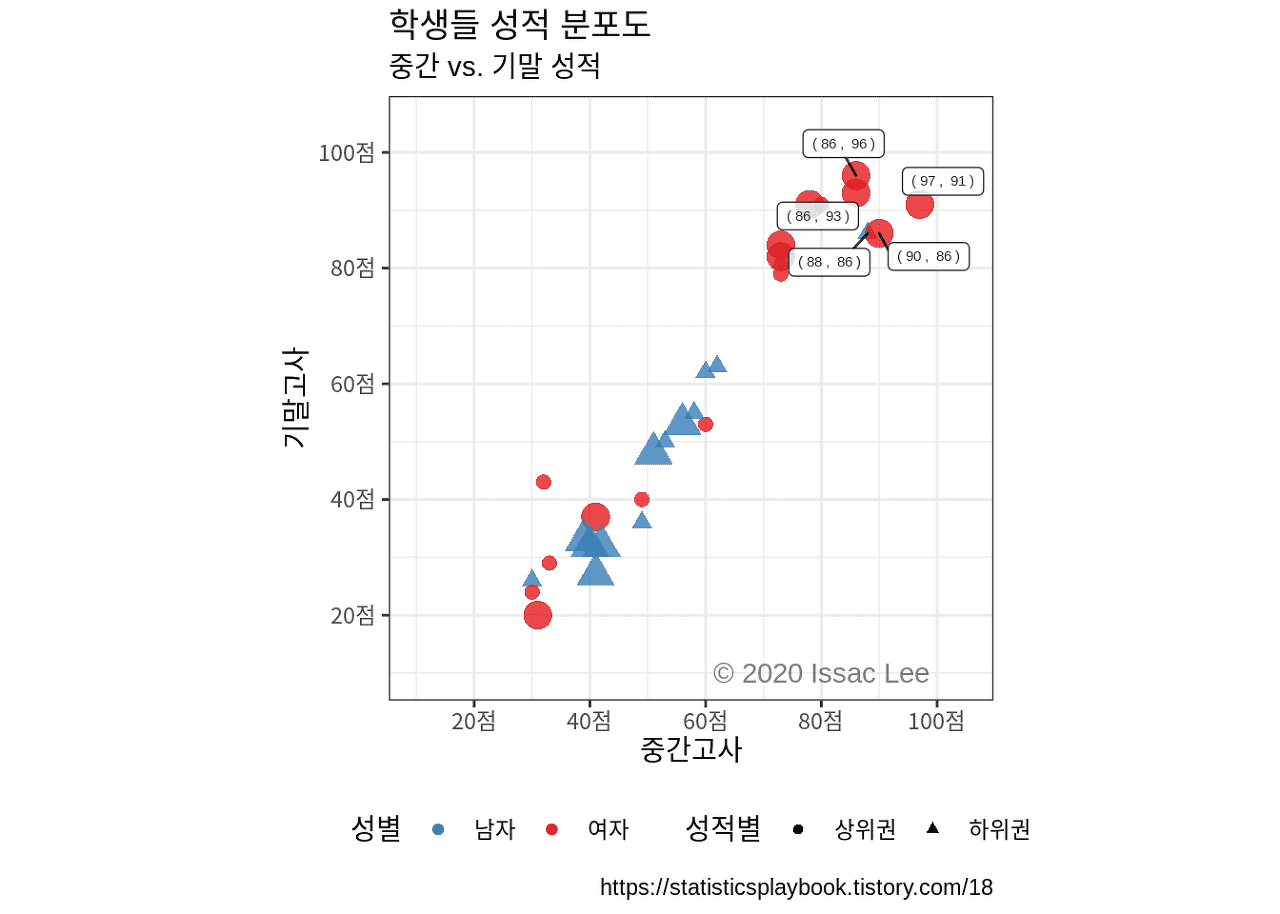 학생들 성적 분포도
중간 vs. 기말 성적
100점
80점
60점
40점
20점
기말고사
( 86 , 96 )
( 97 , 91 )
( 86 , 93 )
( 88 , 86 )
( 90 , 86 )
© 2020 Issac Lee
20점 40점 60점 80점 100점
중간고사
성별 남자 여자 성적별 상위권 하위권
https://statisticsplaybook.tistory.com/18